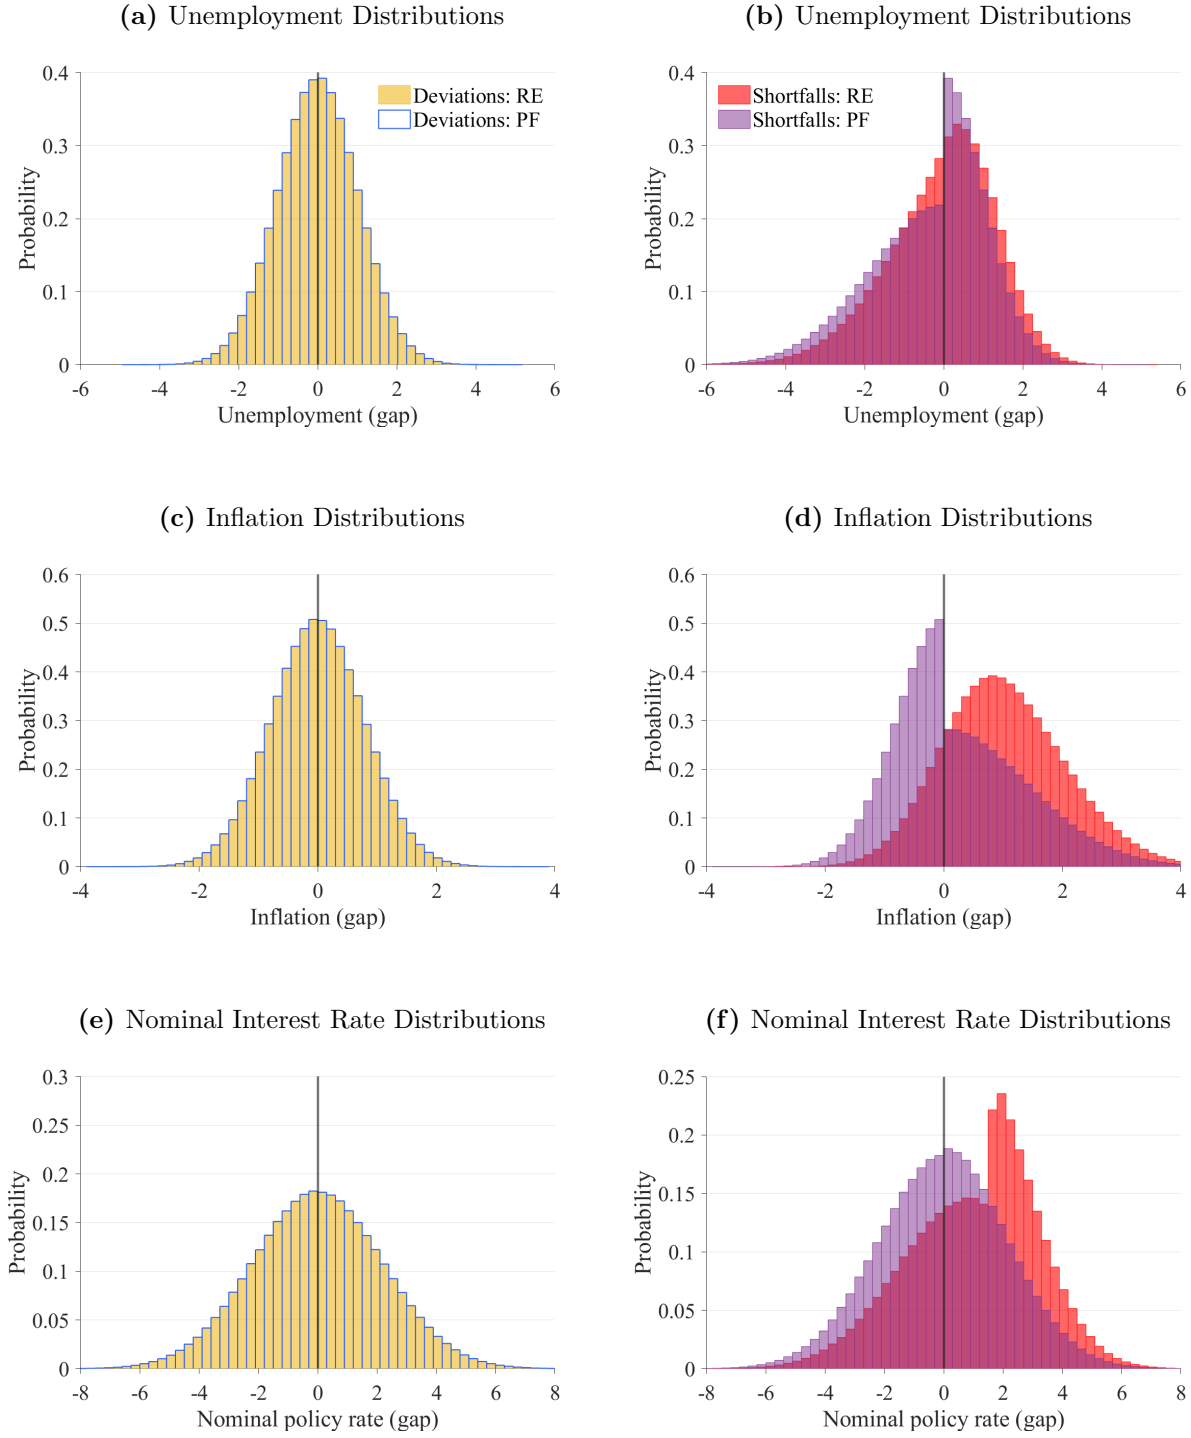 (a) Unemployment Distributions
0.4
0.3
0.2
0.1
0
Probability
Deviations: RE
Deviations: PF
-6 -4 -2 0 2 4 6
Unemployment (gap)
(b) Unemployment Distributions
0.4
0.3
0.2
0.1
0
Probability
Shortfalls: RE
Shortfalls: PF
-6 -4 -2 0 2 4 6
Unemployment (gap)
(c) Inflation Distributions
0.6
0.5
0.4
0.3
0.2
0.1
0
Probability
-4 -2 0 2 4
Inflation (gap)
(d) Inflation Distributions
0.6
0.5
0.4
0.3
0.2
0.1
0
Probability
-4 -2 0 2 4
Inflation (gap)
(e) Nominal Interest Rate Distributions
0.3
0.25
0.2
0.15
0.1
0.05
0
Probability
-8 -6 -4 -2 0 2 4 6 8
Nominal policy rate (gap)
(f) Nominal Interest Rate Distributions
0.25
0.2
0.15
0.1
0.05
0
Probability
-8 -6 -4 -2 0 2 4 6 8
Nominal policy rate (gap)